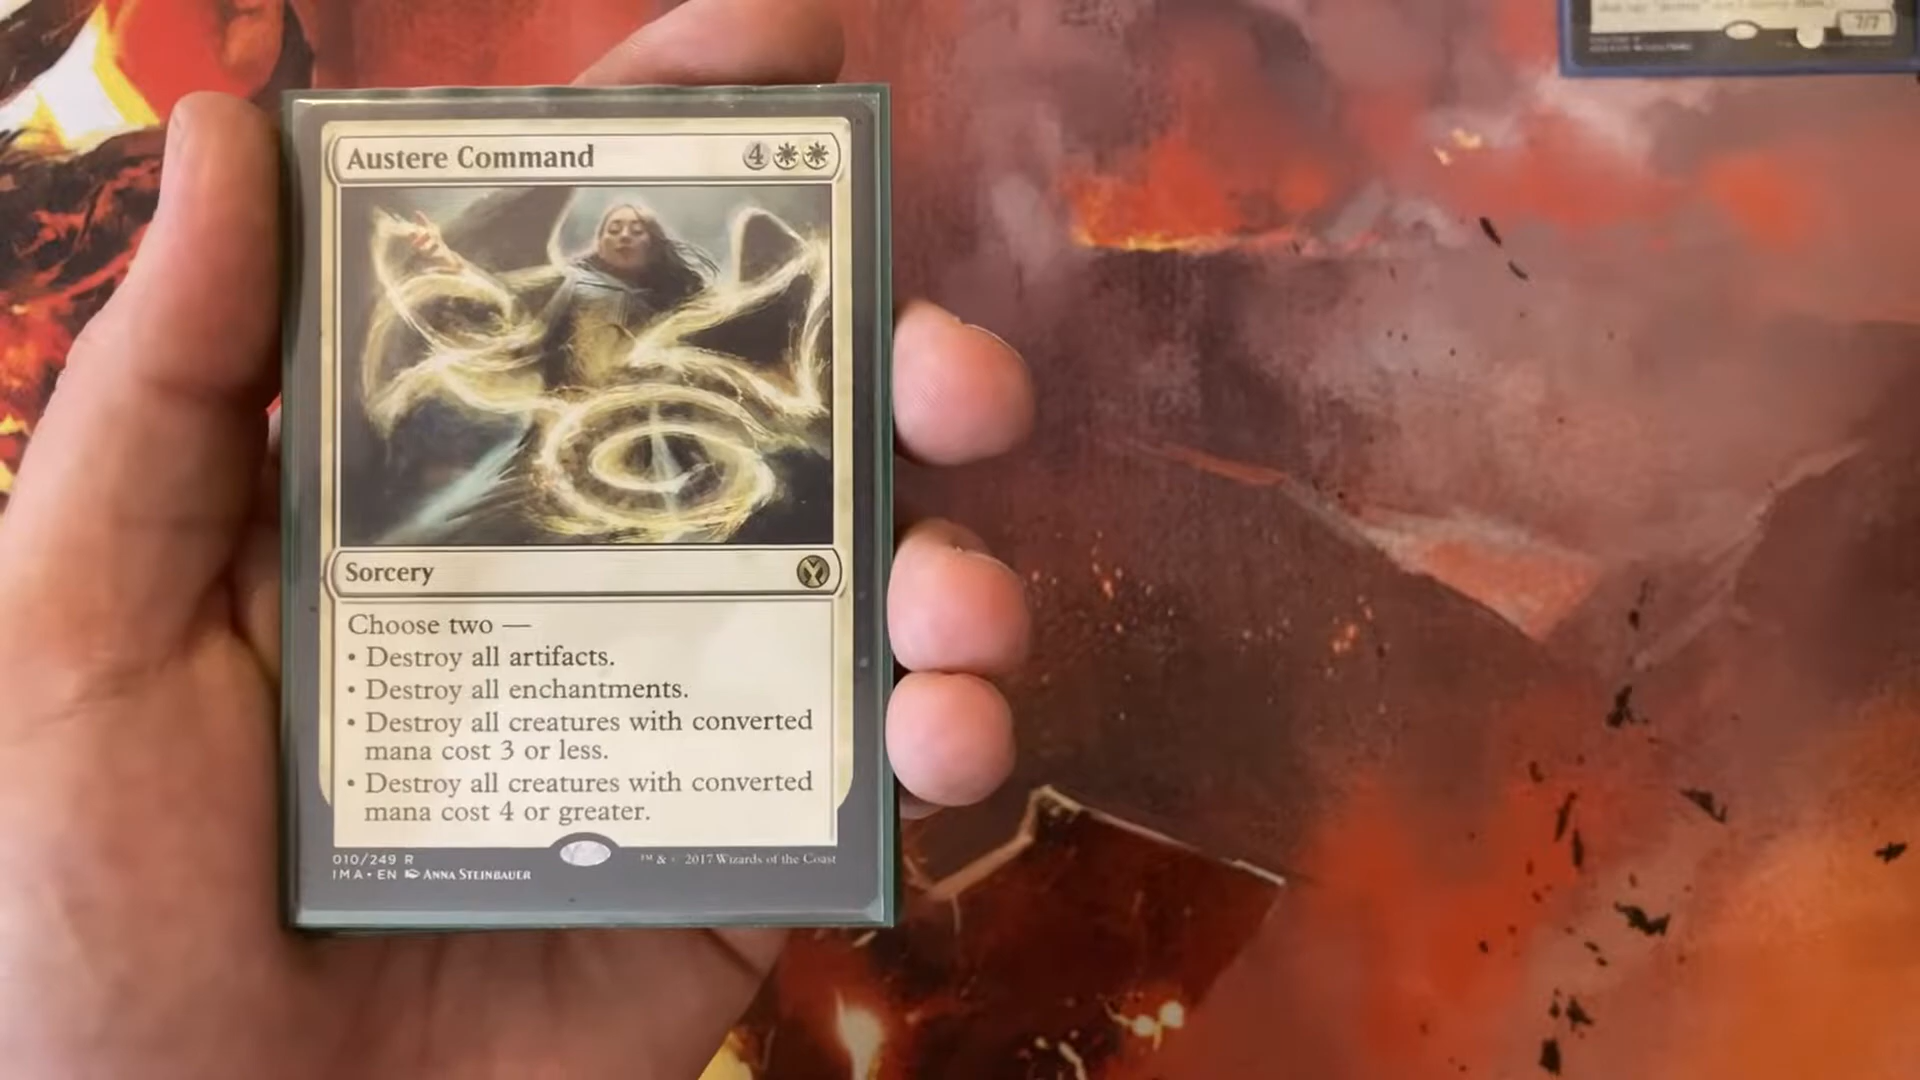 Austere Command 4
Sorcery
Choose two —
• Destroy all artifacts.
• Destroy all enchantments.
• Destroy all creatures with converted
mana cost 3 or less.
• Destroy all creatures with converted
mana cost 4 or greater.
010/249 R
™ & 2017 Wizards of the Coast
IMA • EN ANNA STEINBAUER
7/7